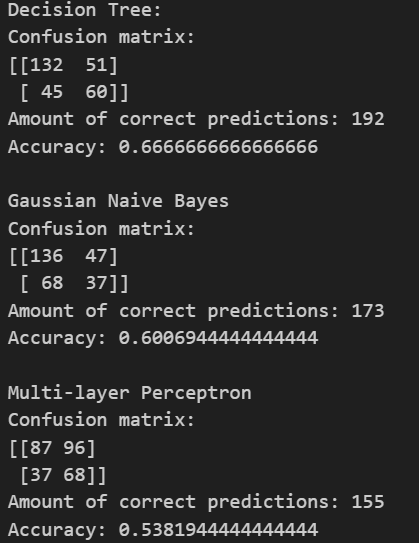 Decision Tree:
Confusion matrix:
[[132  51]
 [ 45  60]]
Amount of correct predictions: 192
Accuracy: 0.6666666666666666

Gaussian Naive Bayes
Confusion matrix:
[[136  47]
 [ 68  37]]
Amount of correct predictions: 173
Accuracy: 0.6006944444444444

Multi-layer Perceptron
Confusion matrix:
[[87 96]
 [37 68]]
Amount of correct predictions: 155
Accuracy: 0.5381944444444444